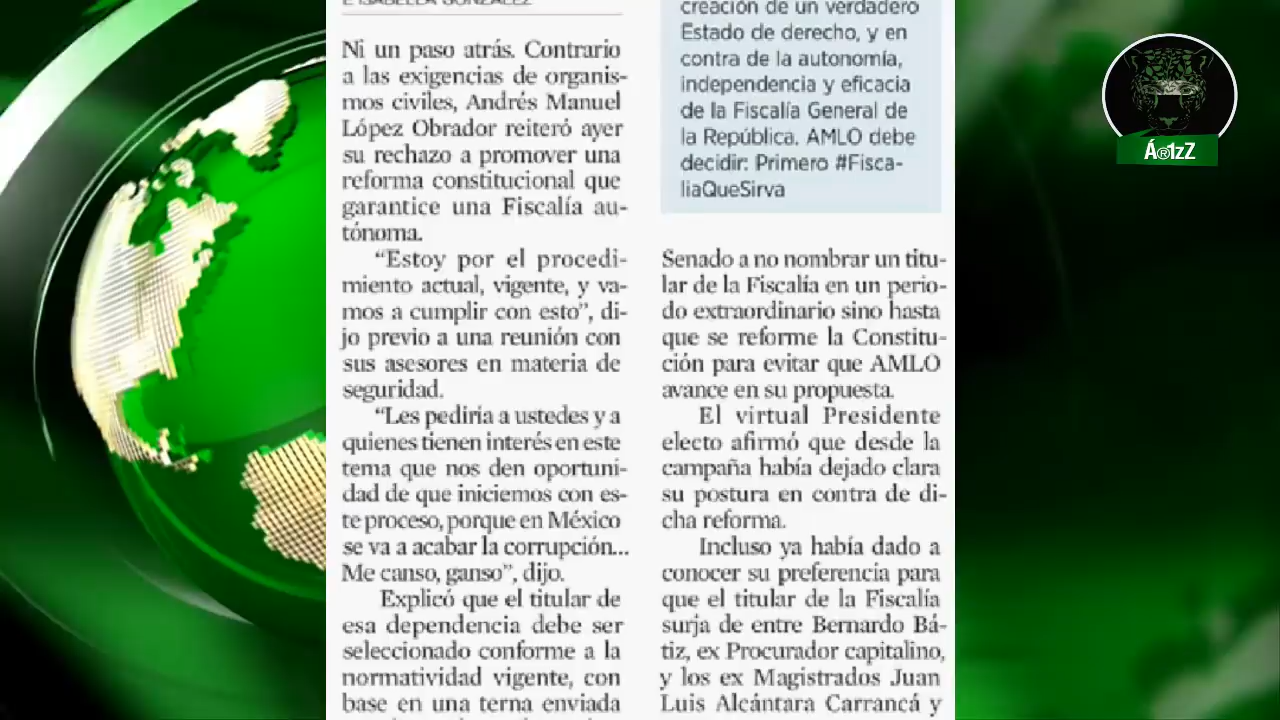 E ISABELLA GONZÁLEZ
Ni un paso atrás. Contrario
a las exigencias de organis-
mos civiles, Andrés Manuel
López Obrador reiteró ayer
su rechazo a promover una
reforma constitucional que
garantice una Fiscalía au-
tónoma.
“Estoy por el procedi-
miento actual, vigente, y va-
mos a cumplir con esto”, di-
jo previo a una reunión con
sus asesores en materia de
seguridad.
“Les pediría a ustedes y a
quienes tienen interés en este
tema que nos den oportuni-
dad de que iniciemos con es-
te proceso, porque en México
se va a acabar la corrupción...
Me canso, ganso”, dijo.
Explicó que el titular de
esa dependencia debe ser
seleccionado conforme a la
normatividad vigente, con
base en una terna enviada
creación de un verdadero
Estado de derecho, y en
contra de la autonomía,
independencia y eficacia
de la Fiscalía General de
la República. AMLO debe
decidir: Primero #Fisca-
liaQueSirva
Senado a no nombrar un titu-
lar de la Fiscalía en un perio-
do extraordinario sino hasta
que se reforme la Constitu-
ción para evitar que AMLO
avance en su propuesta.
El virtual Presidente
electo afirmó que desde la
campaña había dejado clara
su postura en contra de di-
cha reforma.
Incluso ya había dado a
conocer su preferencia para
que el titular de la Fiscalía
surja de entre Bernardo Bá-
tiz, ex Procurador capitalino,
y los ex Magistrados Juan
Luis Alcántara Carrancá y
Á®1zZ